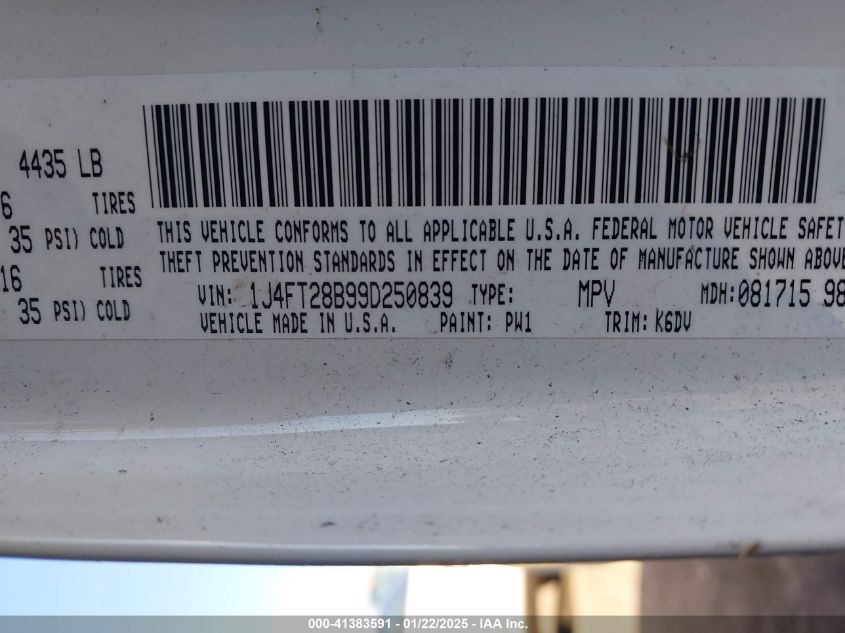 4435 LB
6 TIRES
35 PSI) COLD
16 TIRES
35 PSI) COLD
THIS VEHICLE CONFORMS TO ALL APPLICABLE U.S.A. FEDERAL MOTOR VEHICLE SAFETY
THEFT PREVENTION STANDARDS IN EFFECT ON THE DATE OF MANUFACTURE SHOWN ABOVE
VIN: 1J4FT28B99D250839 TYPE: MPV MDH:081715 98
VEHICLE MADE IN U.S.A. PAINT: PW1 TRIM: K6DV
000-41383591 - 01/22/2025 - IAA Inc.